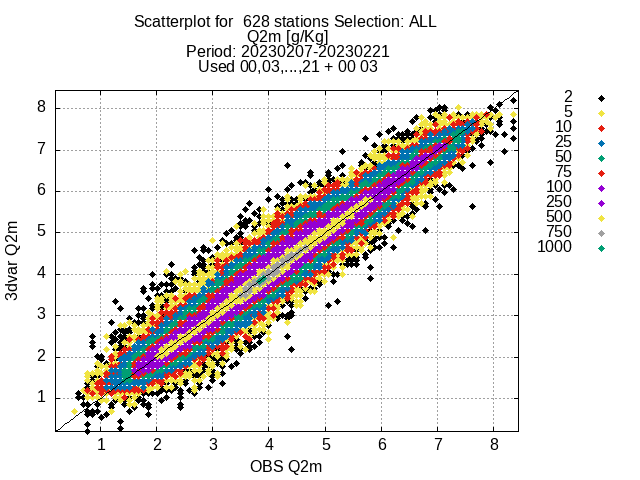 Scatterplot for  628 stations Selection: ALL
Q2m [g/Kg]
Period: 20230207-20230221
Used 00,03,...,21 + 00 03
8
7
6
5
4
3
2
1
3dvar Q2m
1 2 3 4 5 6 7 8
OBS Q2m
2
5
10
25
50
75
100
250
500
750
1000